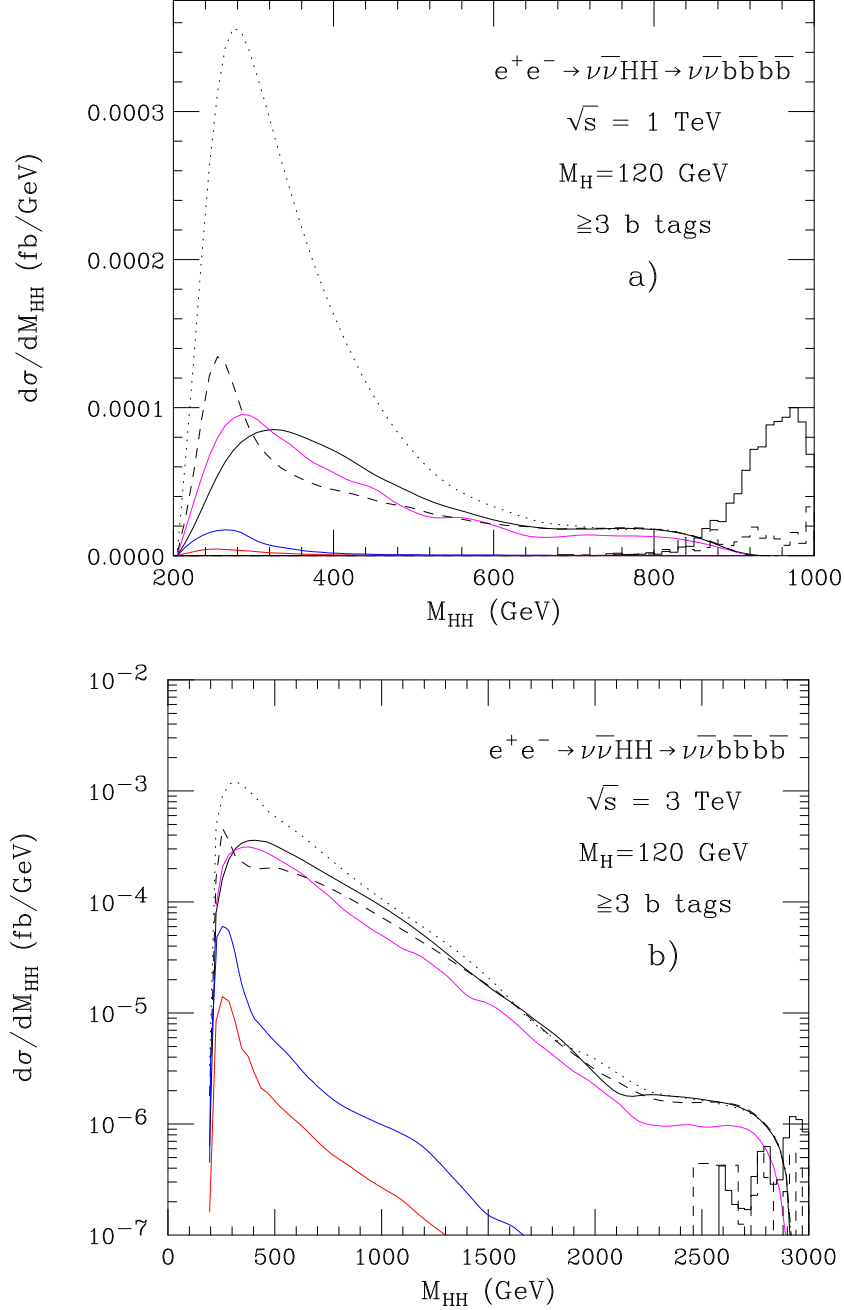 e⁺e⁻→νν̅HH→νν̅bb̅bb̅
√s = 1 TeV
M_HH (GeV)
M_H=120 GeV
≧3 b tags
a)
dσ/dM_HH (fb/GeV)
0.0003
0.0002
0.0001
0.0000
200 400 600 800 1000
M_HH (GeV)
e⁺e⁻→νν̅HH→νν̅bb̅bb̅
√s = 3 TeV
M_H=120 GeV
≧3 b tags
b)
dσ/dM_HH (fb/GeV)
10⁻²
10⁻³
10⁻⁴
10⁻⁵
10⁻⁶
10⁻⁷
0 500 1000 1500 2000 2500 3000
M_HH (GeV)